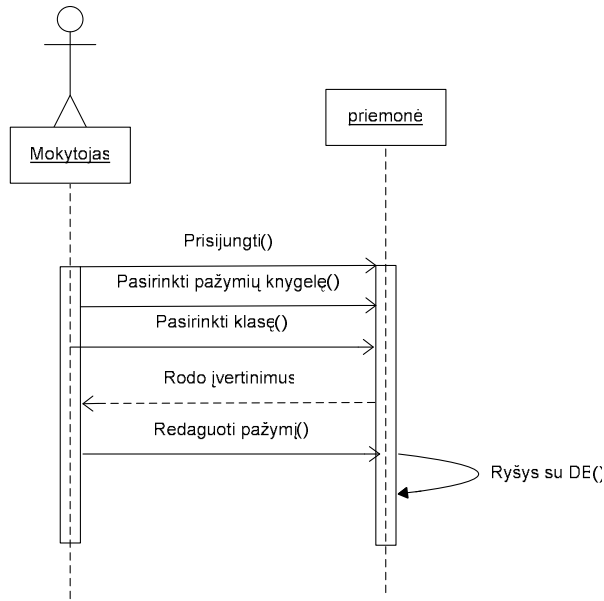 priemonė
Mokytojas
Prisijungti()
Pasirinkti pažymių knygelę()
Pasirinkti klasę()
Rodo įvertinimus
Redaguoti pažymį()
Ryšys su DE()